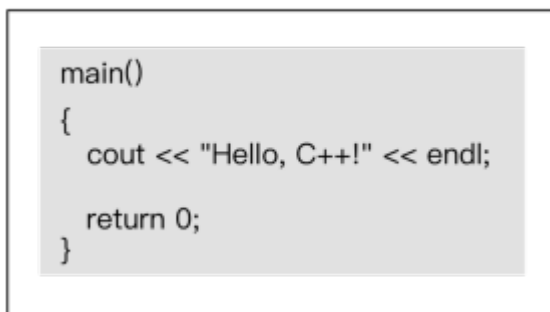 main()
{
cout << "Hello, C++!" << endl;
return 0;
}